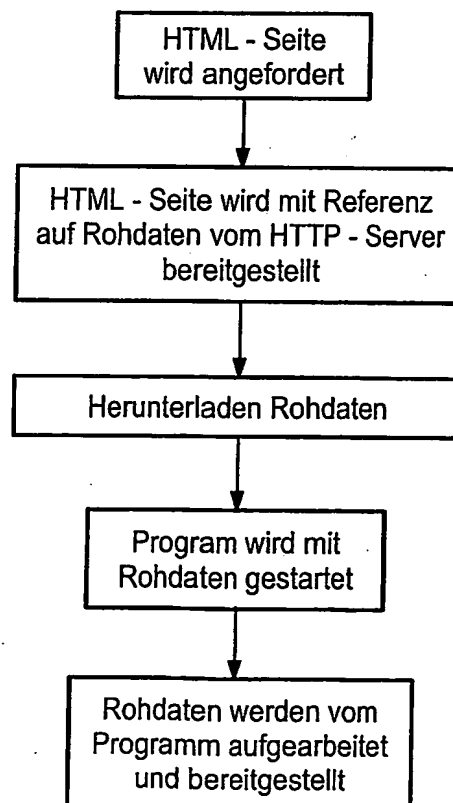 HTML - Seite
wird angefordert
HTML - Seite wird mit Referenz
auf Rohdaten vom HTTP - Server
bereitgestellt
Herunterladen Rohdaten
Program wird mit
Rohdaten gestartet
Rohdaten werden vom
Programm aufgearbeitet
und bereitgestellt